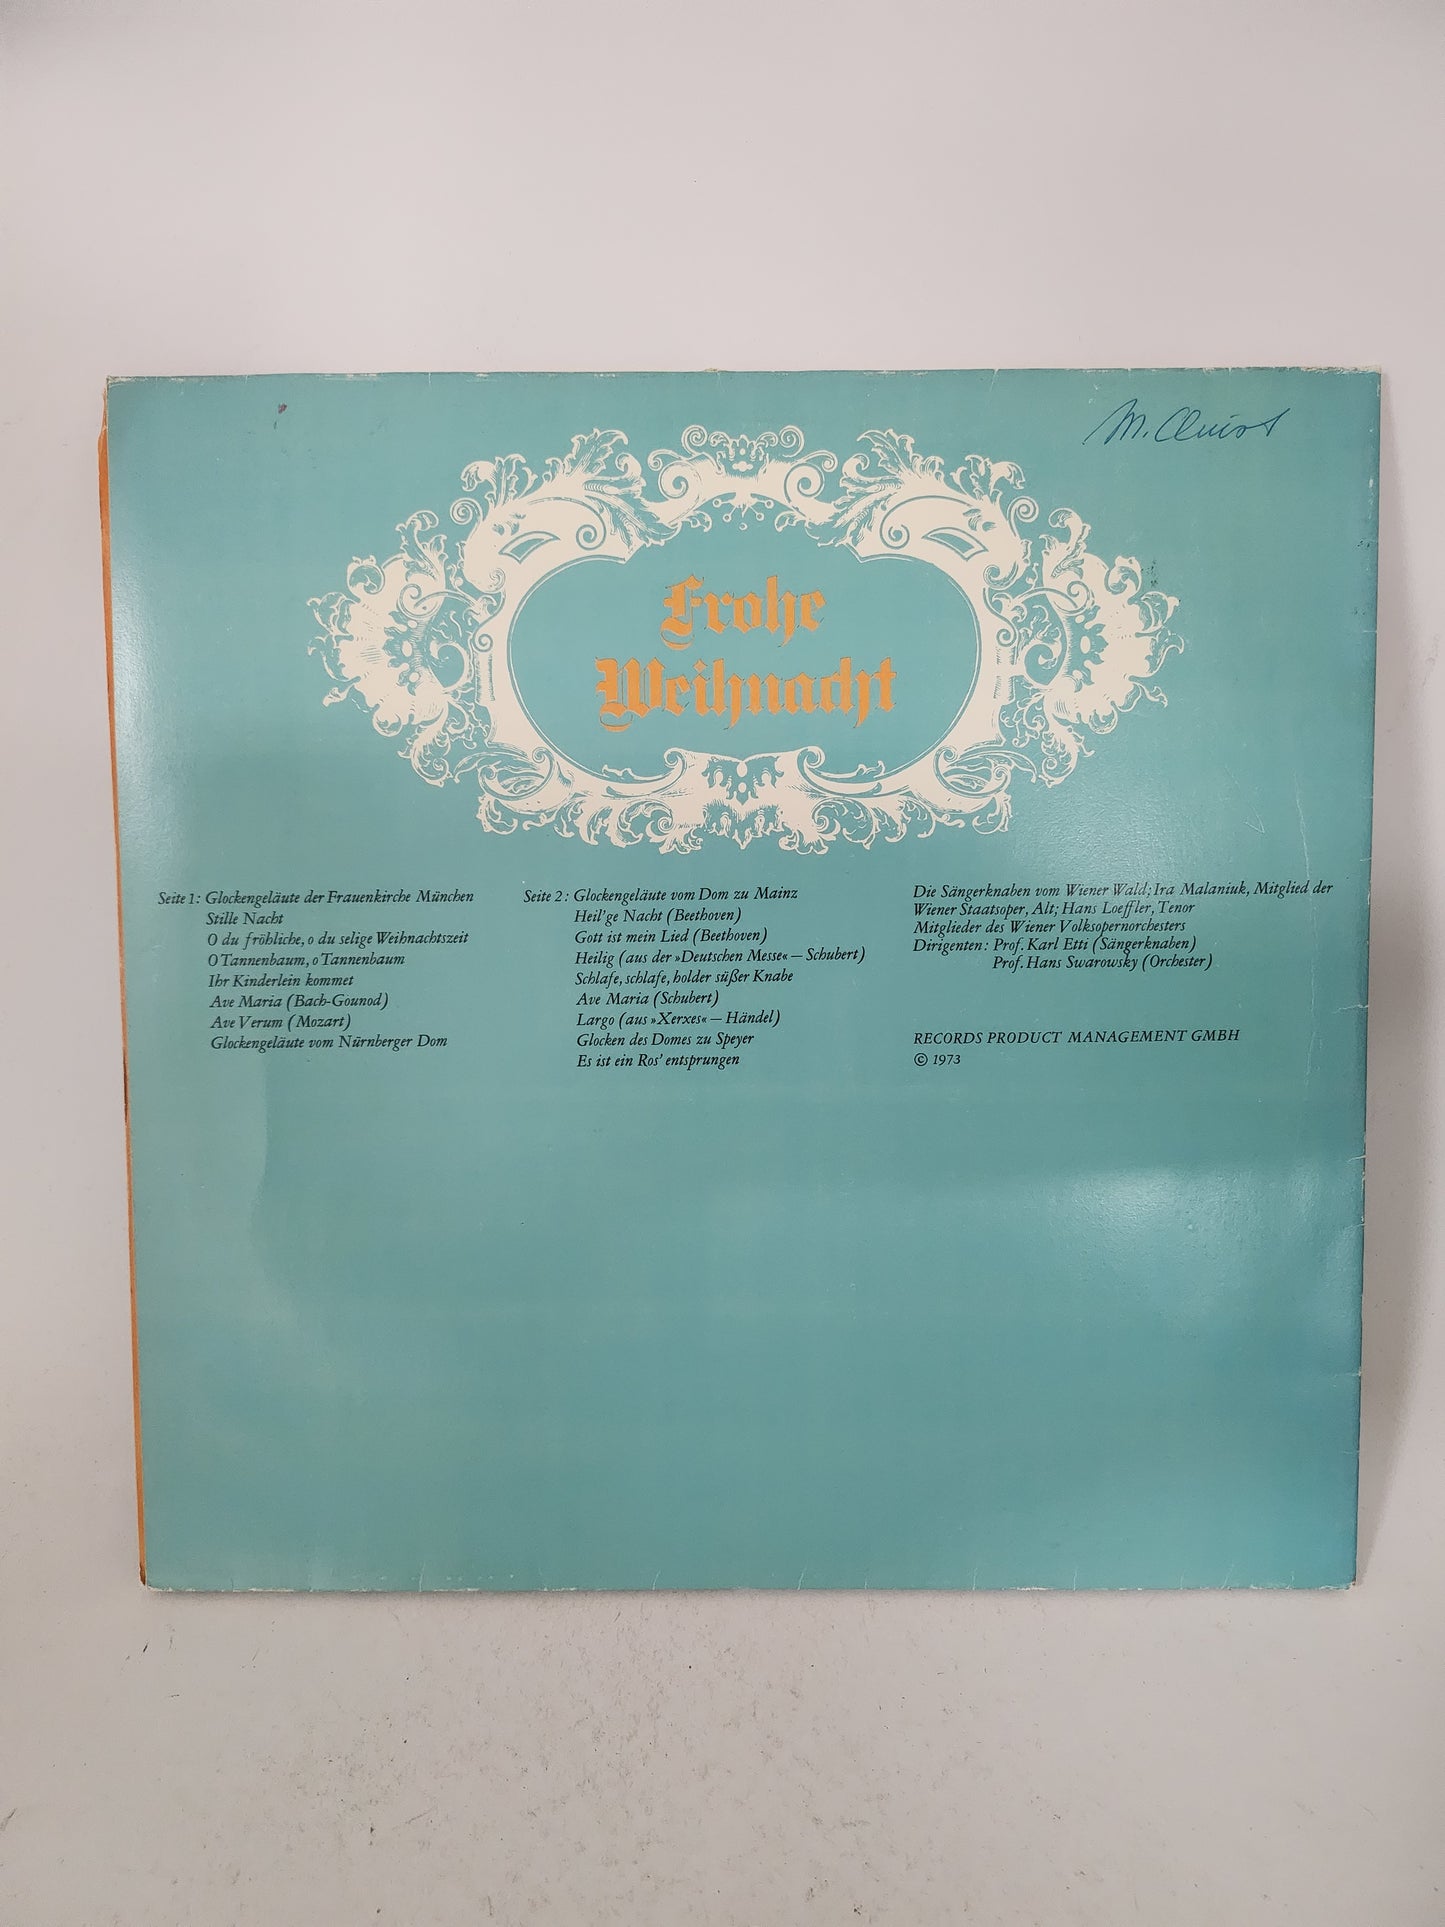 Frohe
Weihnacht
Seite 1: Glockengeläute der Frauenkirche München
Stille Nacht
O du fröhliche, o du selige Weihnachtszeit
O Tannenbaum, o Tannenbaum
Ihr Kinderlein kommet
Ave Maria (Bach-Gounod)
Ave Verum (Mozart)
Glockengeläute vom Nürnberger Dom
Seite 2: Glockengeläute vom Dom zu Mainz
Heil'ge Nacht (Beethoven)
Gott ist mein Lied (Beethoven)
Heilig (aus der »Deutschen Messe« – Schubert)
Schlafe, schlafe, holder süßer Knabe
Ave Maria (Schubert)
Largo (aus »Xerxes« – Händel)
Glocken des Domes zu Speyer
Es ist ein Ros' entsprungen
Die Sängerknaben vom Wiener Wald; Ira Malaniuk, Mitglied der
Wiener Staatsoper, Alt; Hans Loeffler, Tenor
Mitglieder des Wiener Volksopernorchesters
Dirigenten: Prof. Karl Etti (Sängerknaben)
Prof. Hans Swarowsky (Orchester)
RECORDS PRODUCT MANAGEMENT GMBH
© 1973